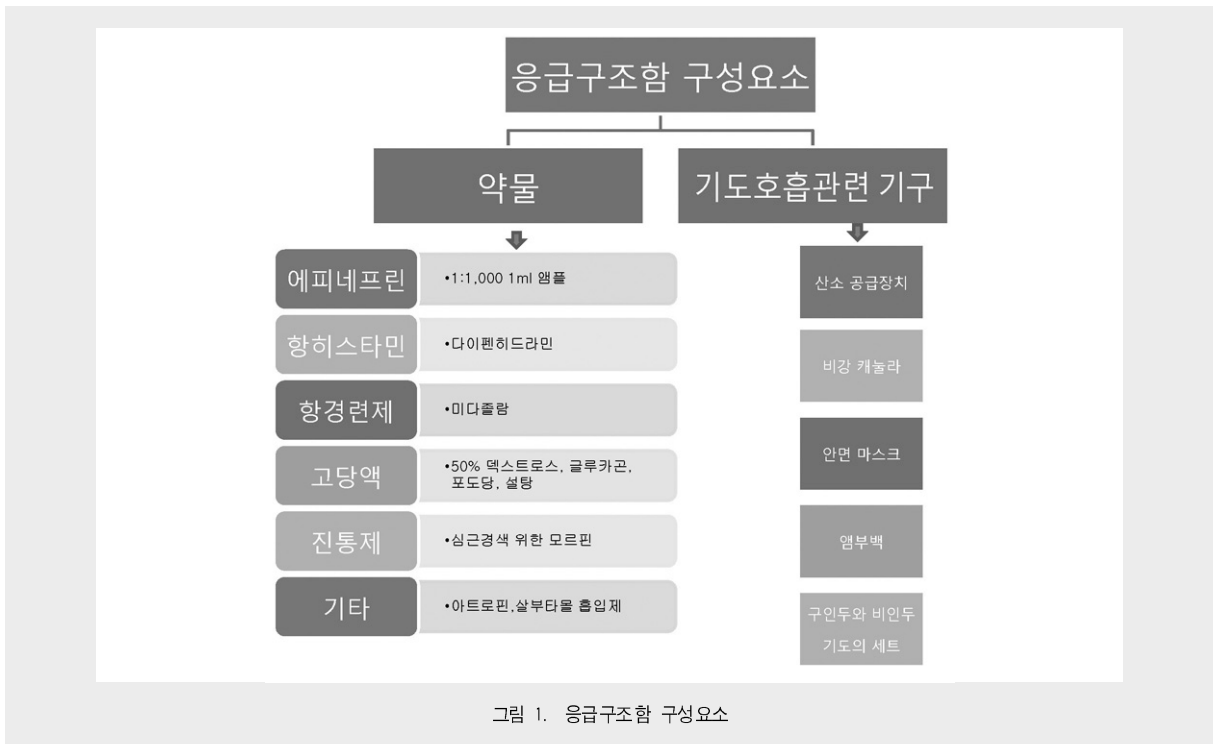 응급구조함 구성요소
약물
기도호흡관련 기구
에피네프린
•1:1,000 1ml 앰플
항히스타민
•다이펜히드라민
항경련제
•미다졸람
고당액
•50% 덱스트로스, 글루카곤,
포도당, 설탕
진통제
•심근경색 위한 모르핀
기타
•아트로핀,살부타몰 흡입제
산소 공급장치
비강 캐눌라
안면 마스크
앰부백
구인두와 비인두
기도의 세트
그림 1. 응급구조함 구성요소